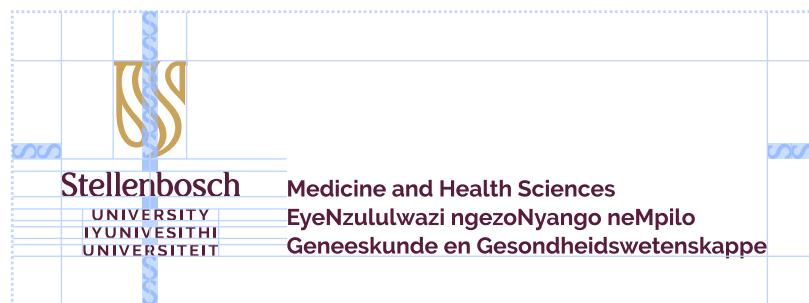 Stellenbosch
UNIVERSITY
IYUNIVESITHI
UNIVERSITEIT
Medicine and Health Sciences
EyeNzululwazi ngezoNyango neMpilo
Geneeskunde en Gesondheidswetenskappe